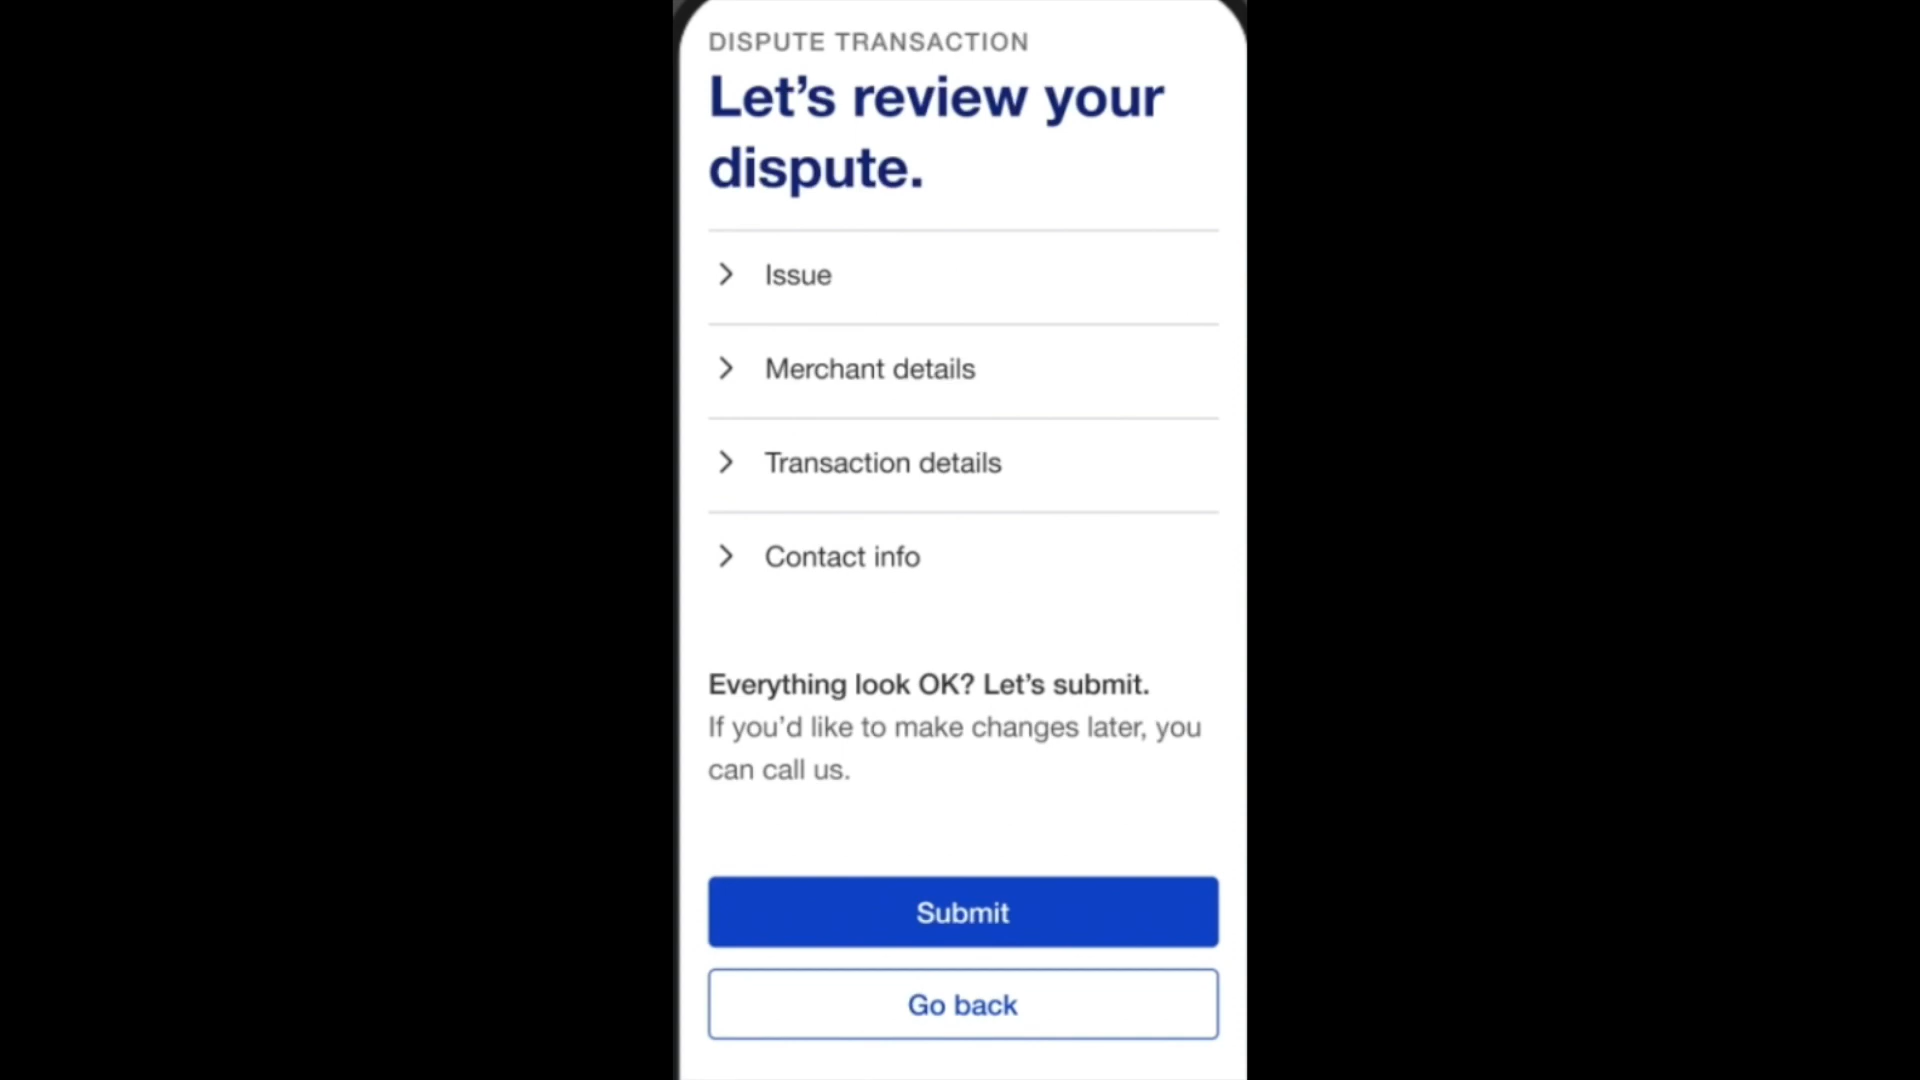 DISPUTE TRANSACTION
Let’s review your
dispute.
Issue
Merchant details
Transaction details
Contact info
Everything look OK? Let’s submit.
If you’d like to make changes later, you
can call us.
Submit
Go back